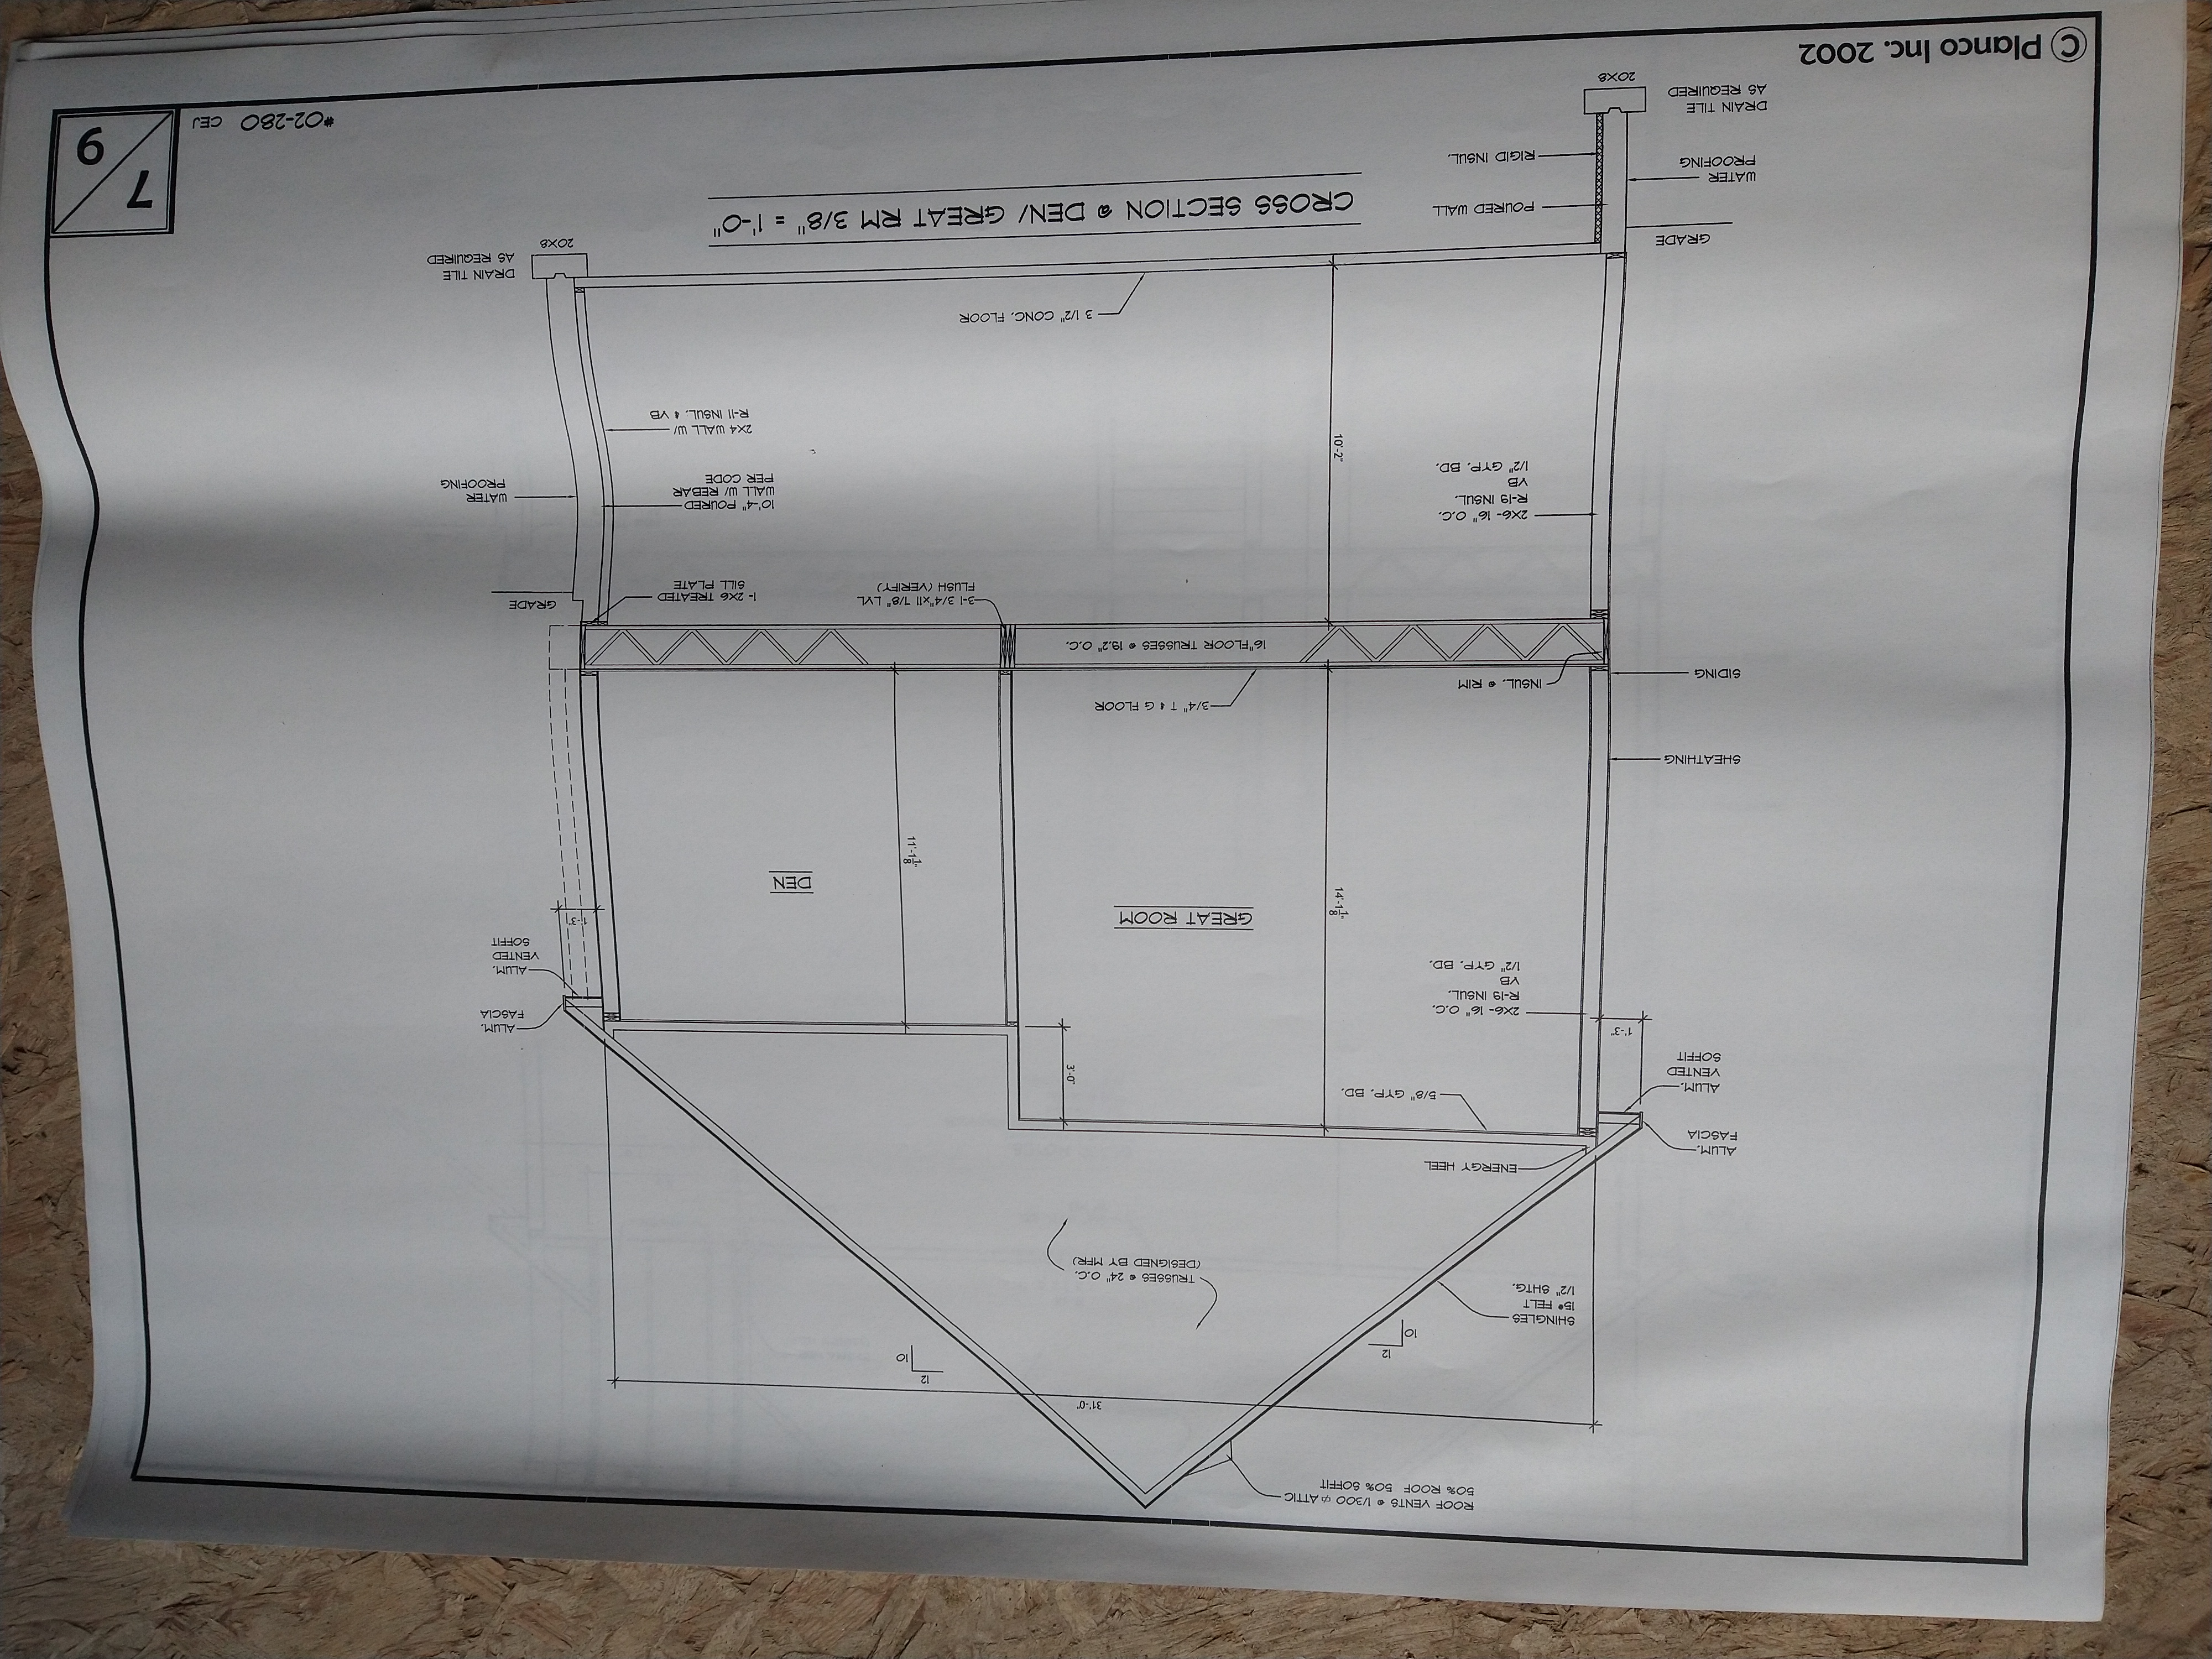 ROOF VENTS @ 1/300 ATTIC
50% ROOF 50% SOFFIT
31'-0"
12
10
12
10
SHINGLES
15# FELT
1/2" SHTG.
TRUSSES @ 24" O.C.
(DESIGNED BY MFR)
ENERGY HEEL
ALUM.
FASCIA
ALUM.
VENTED
SOFFIT
1'-3"
5/8" GYP. BD.
3'-0"
ALUM.
FASCIA
ALUM.
VENTED
SOFFIT
1'-3"
2X6- 16" O.C.
R-19 INSUL.
VB
1/2" GYP. BD.
14'-1 1/8"
GREAT ROOM
11'-1 1/8"
DEN
SHEATHING
SIDING
INSUL. @ RIM
3/4" T & G FLOOR
16" FLOOR TRUSSES @ 19.2" O.C.
3-1 3/4"x11 7/8" LVL
FLUSH (VERIFY)
1- 2X6 TREATED
SILL PLATE
GRADE
2X6- 16" O.C.
R-19 INSUL.
VB
1/2" GYP. BD.
10'-2"
10'-4" POURED
WALL W/ REBAR
PER CODE
WATER
PROOFING
2X4 WALL W/
R-11 INSUL. & VB
3 1/2" CONC. FLOOR
DRAIN TILE
AS REQUIRED
20X8
GRADE
POURED WALL
WATER
PROOFING
RIGID INSUL.
DRAIN TILE
AS REQUIRED
20X8
CROSS SECTION @ DEN/ GREAT RM 3/8" = 1'-0"
7
9
#02-280 CEJ
© Planco Inc. 2002